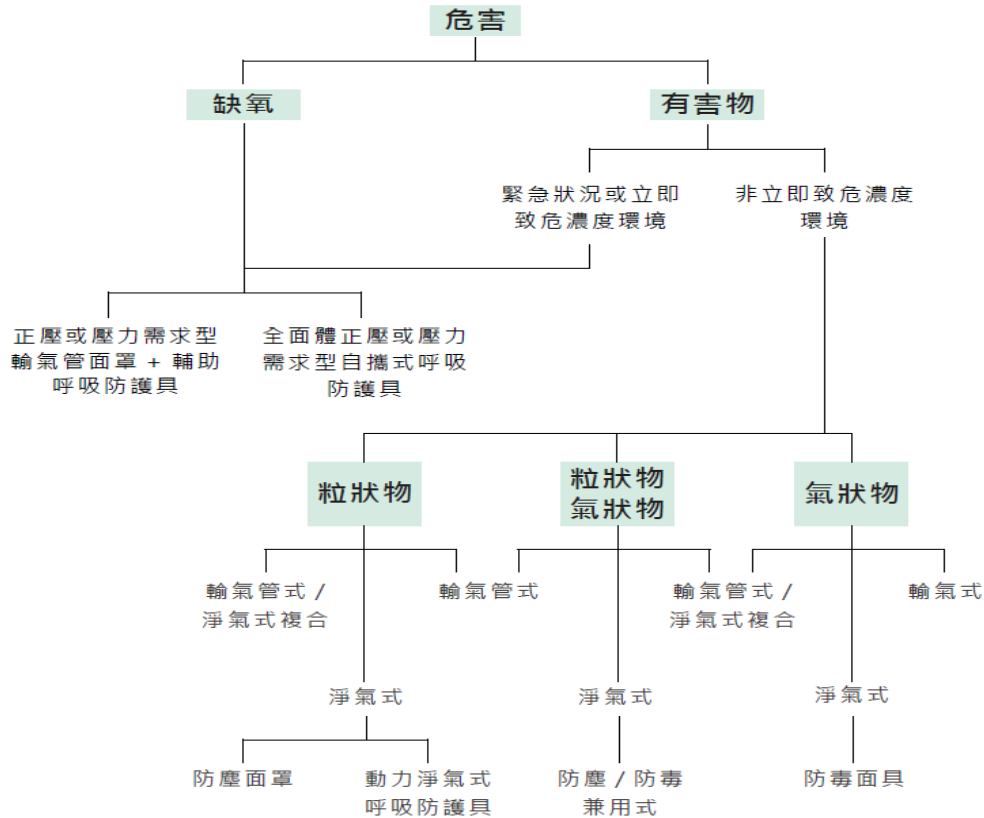 危害
缺氧
有害物
緊急狀況或立即
致危濃度環境
非立即致危濃度
環境
正壓或壓力需求型
輸氣管面罩 + 輔助
呼吸防護具
全面體正壓或壓力
需求型自攜式呼吸
防護具
粒狀物
粒狀物
氣狀物
氣狀物
輸氣管式 /
淨氣式複合
輸氣管式
輸氣管式 /
淨氣式複合
輸氣式
淨氣式
淨氣式
淨氣式
防塵面罩
動力淨氣式
呼吸防護具
防塵 / 防毒
兼用式
防毒面具